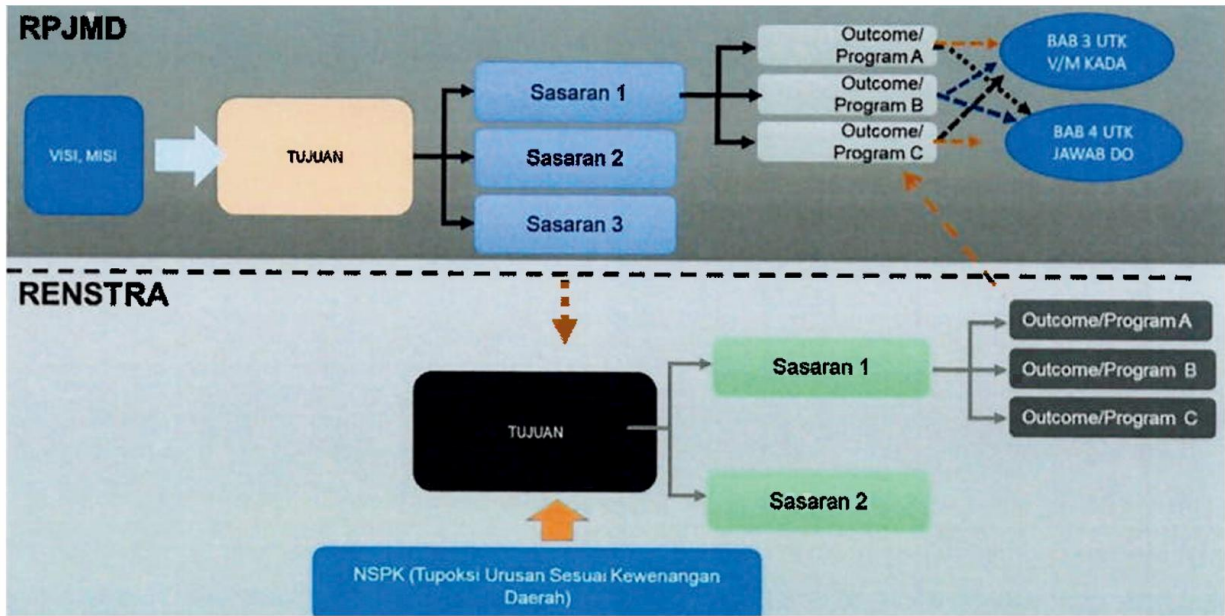 RPJMD
VISI, MISI
TUJUAN
Sasaran 1
Sasaran 2
Sasaran 3
Outcome/
Program A
Outcome/
Program B
Outcome/
Program C
BAB 3 UTK
V/M KADA
BAB 4 UTK
JAWAB DO
RENSTRA
TUJUAN
Sasaran 1
Sasaran 2
Outcome/Program A
Outcome/Program B
Outcome/Program C
NSPK (Tupoksi Urusan Sesuai Kewenangan
Daerah)